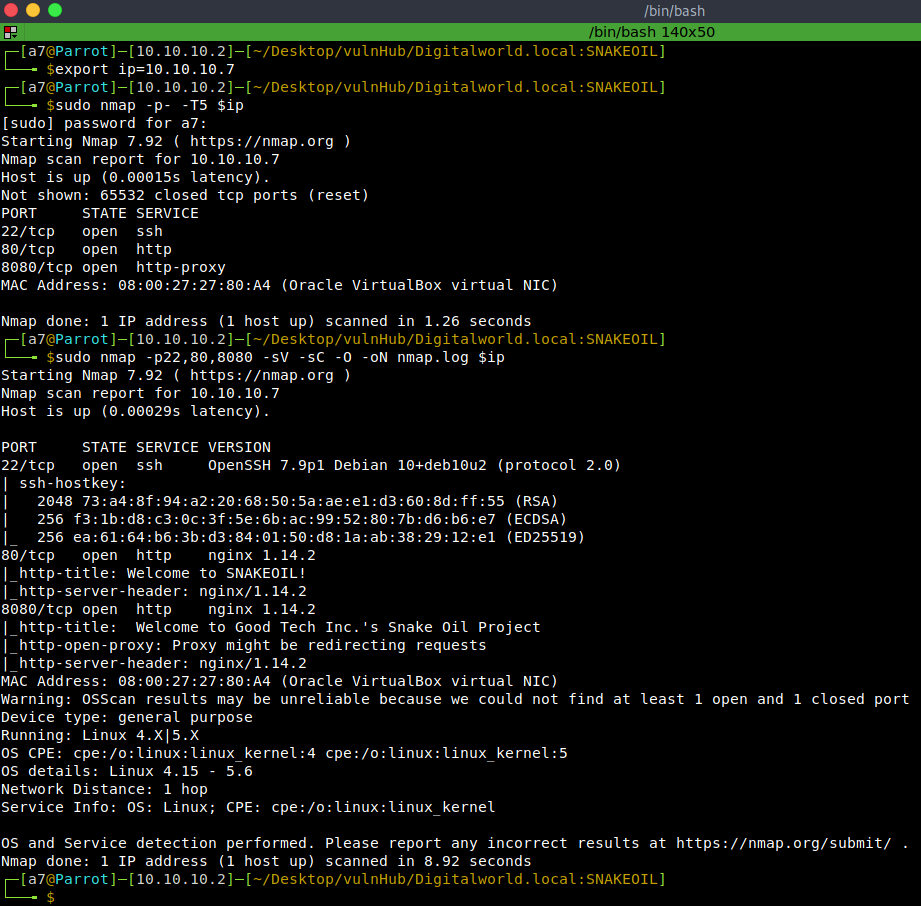 /bin/bash
/bin/bash 140x50
┌─[a7@Parrot]─[10.10.10.2]─[~/Desktop/vulnHub/Digitalworld.local:SNAKEOIL]
└──╼ $export ip=10.10.10.7
┌─[a7@Parrot]─[10.10.10.2]─[~/Desktop/vulnHub/Digitalworld.local:SNAKEOIL]
└──╼ $sudo nmap -p- -T5 $ip
[sudo] password for a7:
Starting Nmap 7.92 ( https://nmap.org )
Nmap scan report for 10.10.10.7
Host is up (0.00015s latency).
Not shown: 65532 closed tcp ports (reset)
PORT     STATE SERVICE
22/tcp   open  ssh
80/tcp   open  http
8080/tcp open  http-proxy
MAC Address: 08:00:27:27:80:A4 (Oracle VirtualBox virtual NIC)

Nmap done: 1 IP address (1 host up) scanned in 1.26 seconds
┌─[a7@Parrot]─[10.10.10.2]─[~/Desktop/vulnHub/Digitalworld.local:SNAKEOIL]
└──╼ $sudo nmap -p22,80,8080 -sV -sC -O -oN nmap.log $ip
Starting Nmap 7.92 ( https://nmap.org )
Nmap scan report for 10.10.10.7
Host is up (0.00029s latency).

PORT     STATE SERVICE VERSION
22/tcp   open  ssh     OpenSSH 7.9p1 Debian 10+deb10u2 (protocol 2.0)
| ssh-hostkey:
|   2048 73:a4:8f:94:a2:20:68:50:5a:ae:e1:d3:60:8d:ff:55 (RSA)
|   256 f3:1b:d8:c3:0c:3f:5e:6b:ac:99:52:80:7b:d6:b6:e7 (ECDSA)
|_  256 ea:61:64:b6:3b:d3:84:01:50:d8:1a:ab:38:29:12:e1 (ED25519)
80/tcp   open  http    nginx 1.14.2
|_http-title: Welcome to SNAKEOIL!
|_http-server-header: nginx/1.14.2
8080/tcp open  http    nginx 1.14.2
|_http-title:  Welcome to Good Tech Inc.'s Snake Oil Project
|_http-open-proxy: Proxy might be redirecting requests
|_http-server-header: nginx/1.14.2
MAC Address: 08:00:27:27:80:A4 (Oracle VirtualBox virtual NIC)
Warning: OSScan results may be unreliable because we could not find at least 1 open and 1 closed port
Device type: general purpose
Running: Linux 4.X|5.X
OS CPE: cpe:/o:linux:linux_kernel:4 cpe:/o:linux:linux_kernel:5
OS details: Linux 4.15 - 5.6
Network Distance: 1 hop
Service Info: OS: Linux; CPE: cpe:/o:linux:linux_kernel

OS and Service detection performed. Please report any incorrect results at https://nmap.org/submit/ .
Nmap done: 1 IP address (1 host up) scanned in 8.92 seconds
┌─[a7@Parrot]─[10.10.10.2]─[~/Desktop/vulnHub/Digitalworld.local:SNAKEOIL]
└──╼ $